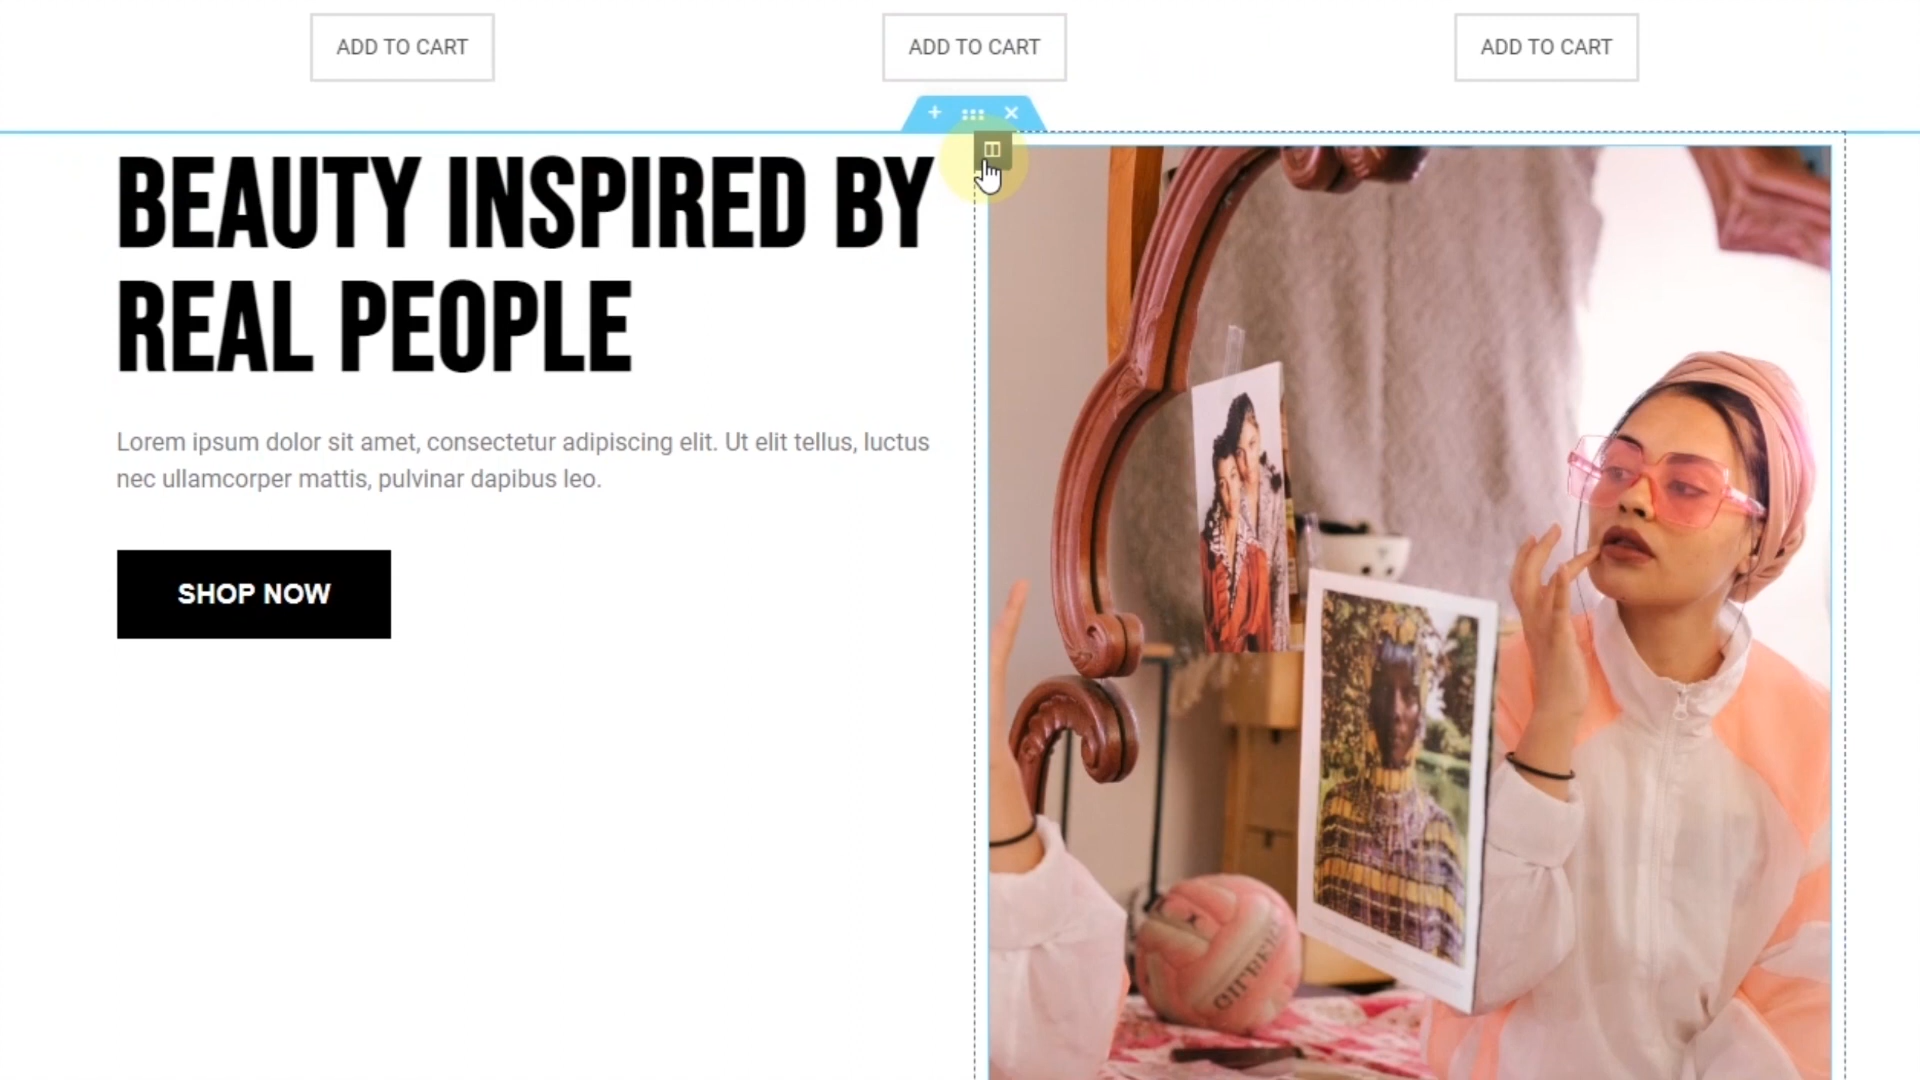 ADD TO CART ADD TO CART ADD TO CART
BEAUTY INSPIRED BY
REAL PEOPLE
Lorem ipsum dolor sit amet, consectetur adipiscing elit. Ut elit tellus, luctus
nec ullamcorper mattis, pulvinar dapibus leo.
SHOP NOW